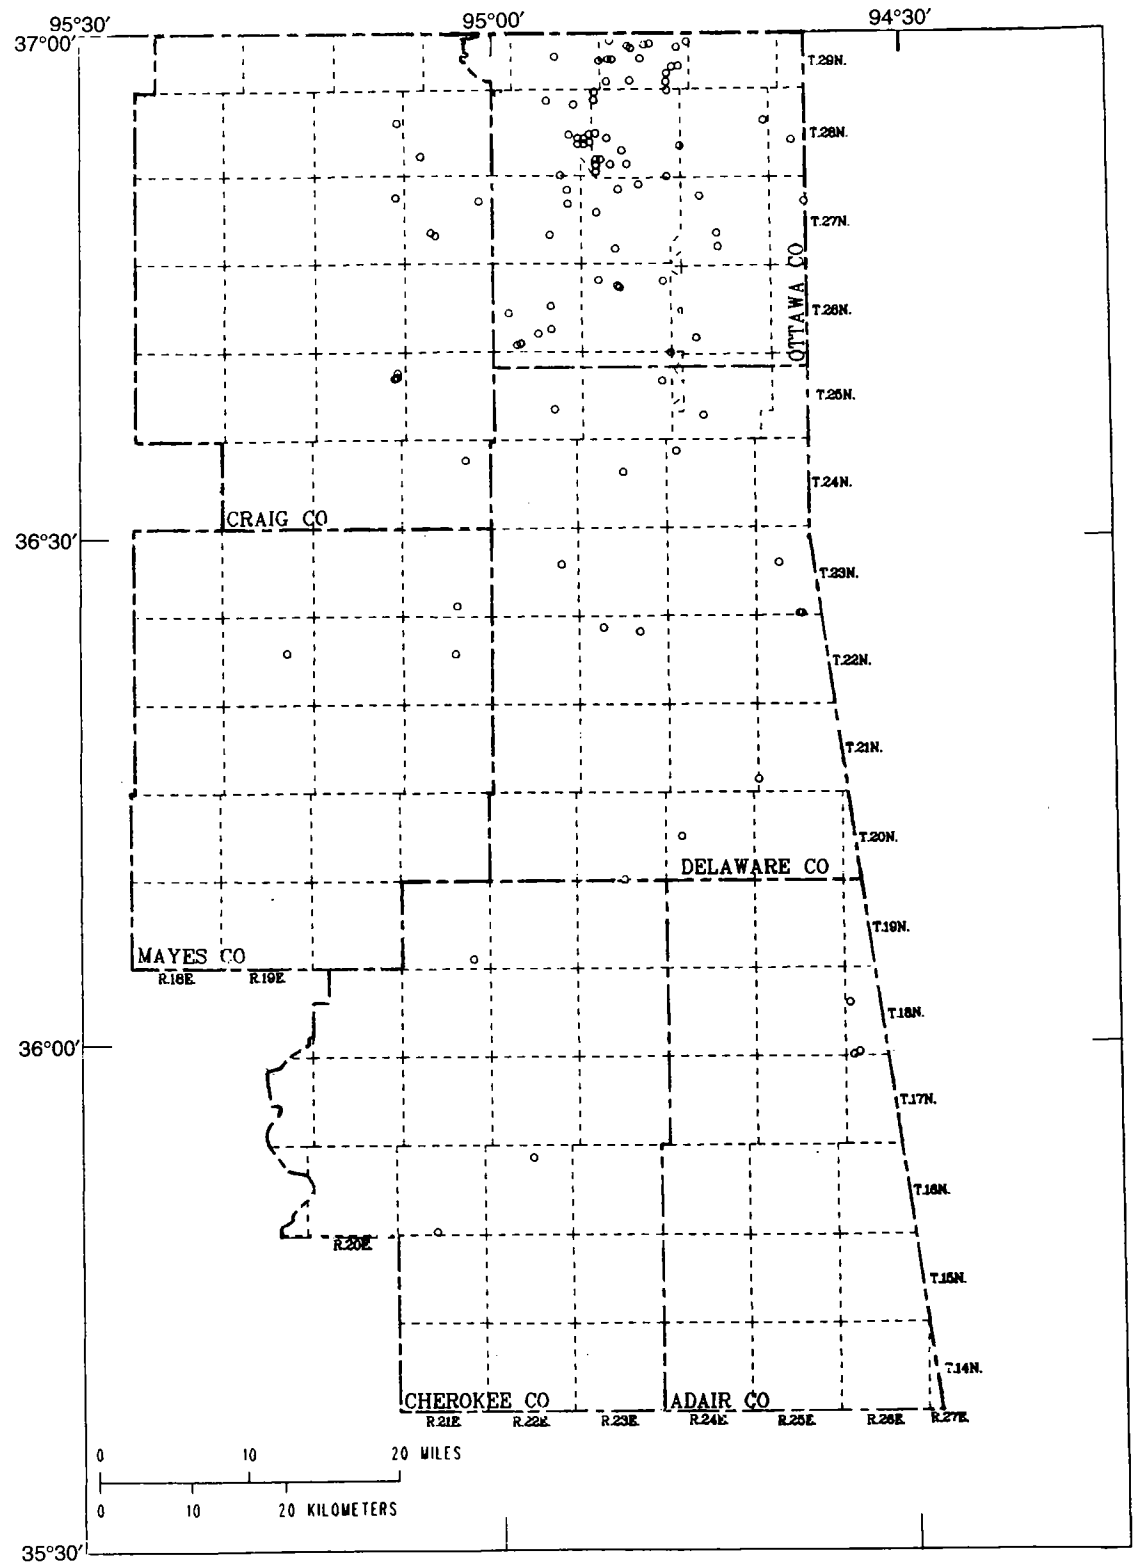 95°30′ 95°00′ 94°30′
37°00′
T.29N.
T.28N.
T.27N.
OTTAWA CO
T.26N.
T.25N.
T.24N.
CRAIG CO
36°30′
T.23N.
T.22N.
T.21N.
T.20N.
DELAWARE CO
T.19N.
MAYES CO
R.18E. R.19E.
T.18N.
36°00′
T.17N.
T.16N.
R.20E.
T.15N.
T.14N.
CHEROKEE CO ADAIR CO
R.21E. R.22E. R.23E. R.24E. R.25E. R.26E. R.27E.
0 10 20 MILES
0 10 20 KILOMETERS
35°30′